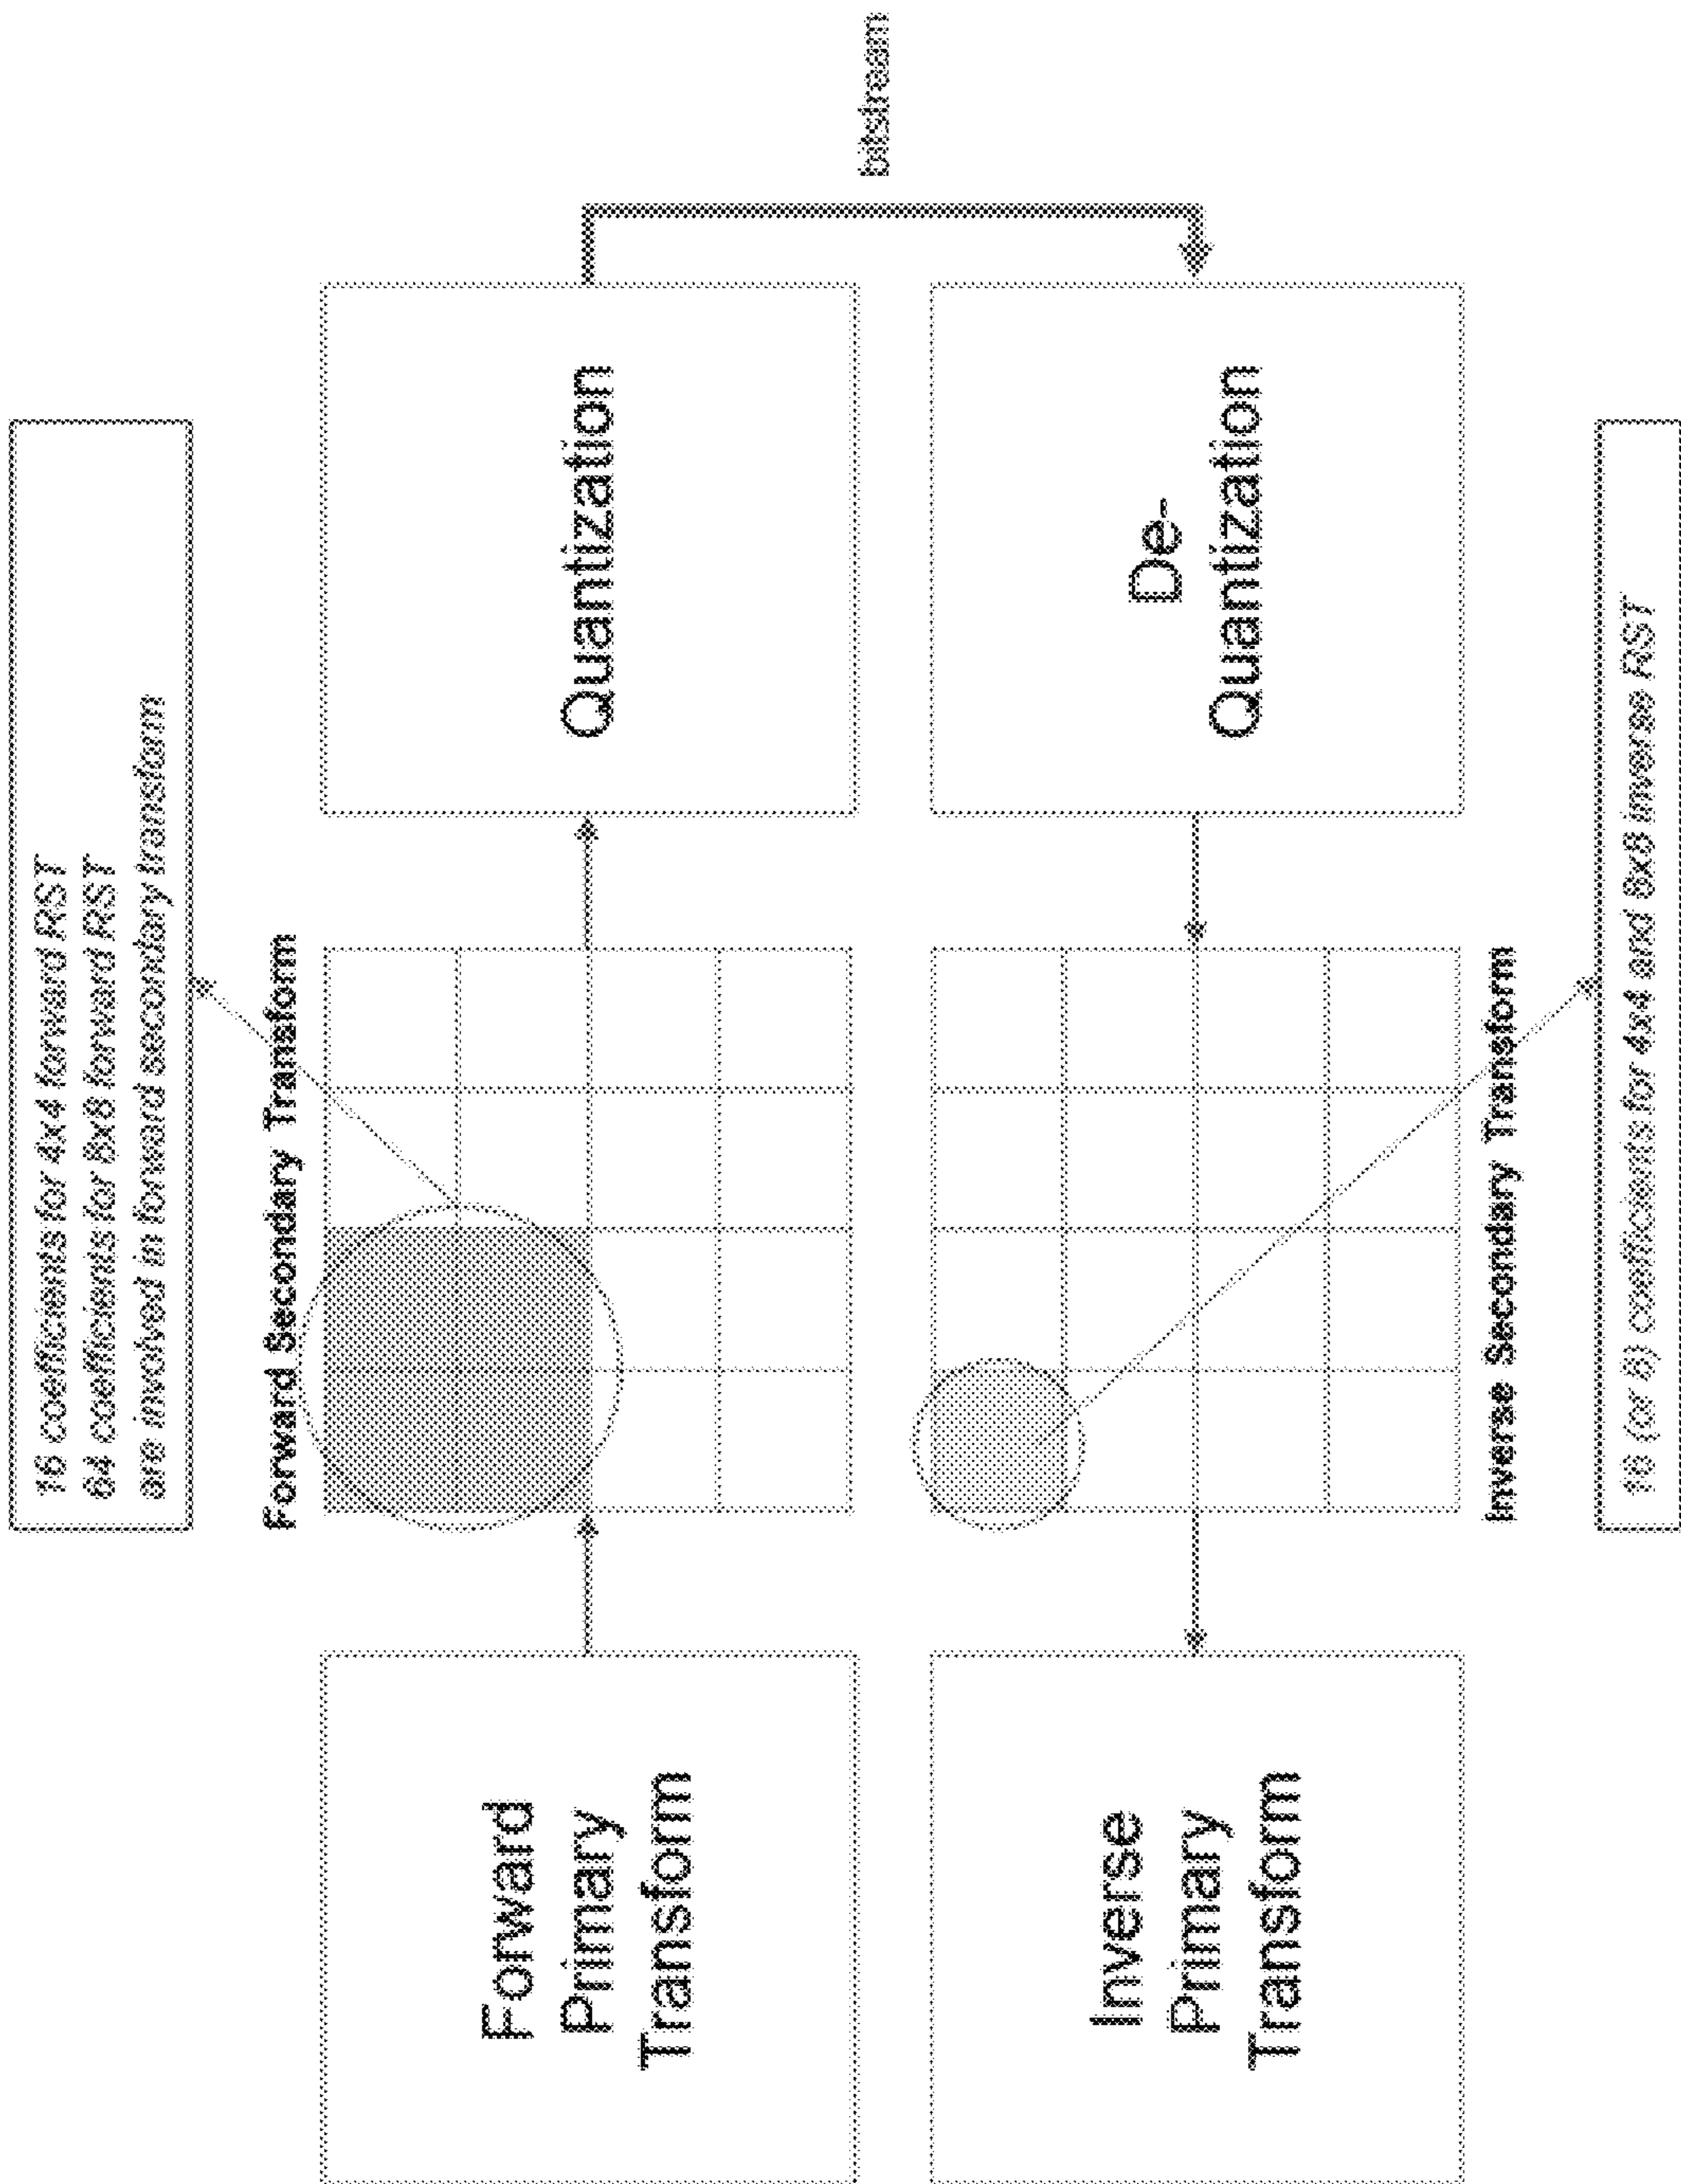 16 coefficients for 4x4 forward RST
64 coefficients for 8x8 forward RST
are involved in forward secondary transform
Forward Secondary Transform
Forward
Primary
Transform
Quantization
bitstream
Inverse
Primary
Transform
De-
Quantization
Inverse Secondary Transform
16 (or 8) coefficients for 4x4 and 8x8 inverse RST